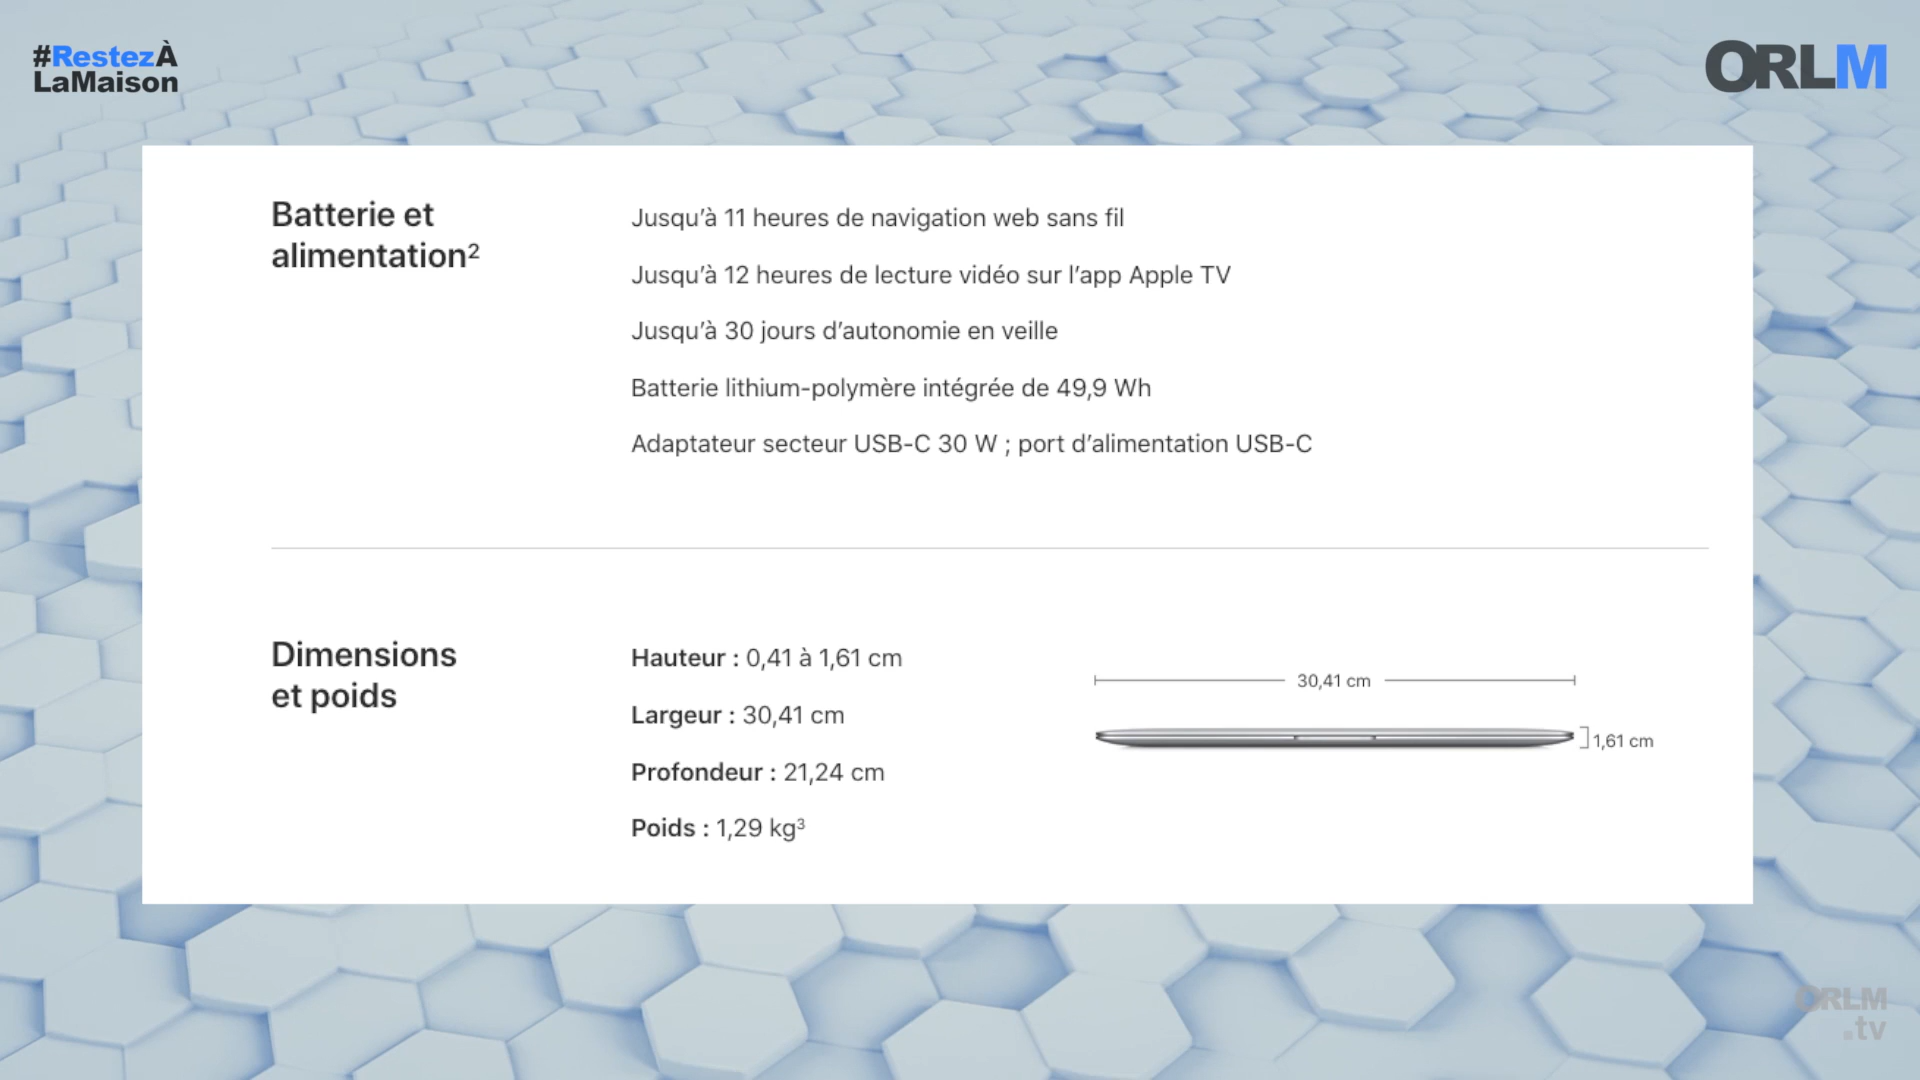 #RestezÀ
LaMaison
ORLM
Batterie et
alimentation²
Jusqu’à 11 heures de navigation web sans fil
Jusqu’à 12 heures de lecture vidéo sur l’app Apple TV
Jusqu’à 30 jours d’autonomie en veille
Batterie lithium-polymère intégrée de 49,9 Wh
Adaptateur secteur USB-C 30 W ; port d’alimentation USB-C
Dimensions
et poids
Hauteur : 0,41 à 1,61 cm
Largeur : 30,41 cm
Profondeur : 21,24 cm
Poids : 1,29 kg³
30,41 cm
1,61 cm
ORLM
.tv